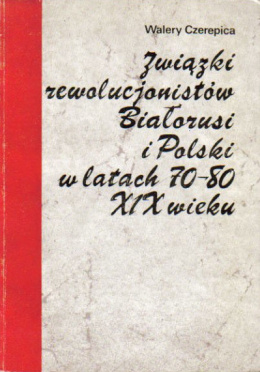 Walery Czerepica
Związki
rewolucjonistów
Białorusi
i Polski
w latach 70-80
XIX wieku